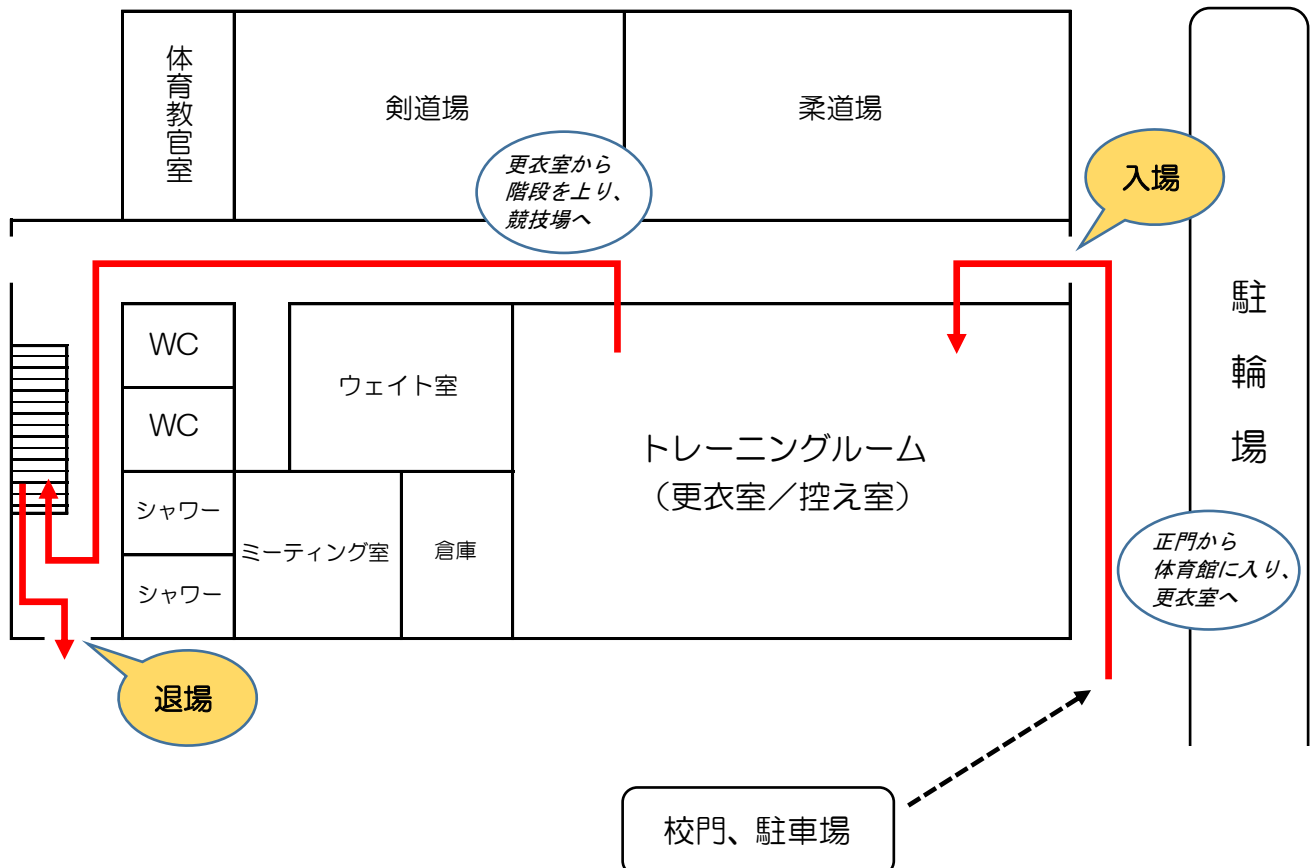 体育教官室
剣道場
柔道場
更衣室から
階段を上り、
競技場へ
入場
駐輪場
WC
WC
ウェイト室
トレーニングルーム
（更衣室／控え室）
シャワー
シャワー
ミーティング室
倉庫
正門から
体育館に入り、
更衣室へ
退場
校門、駐車場